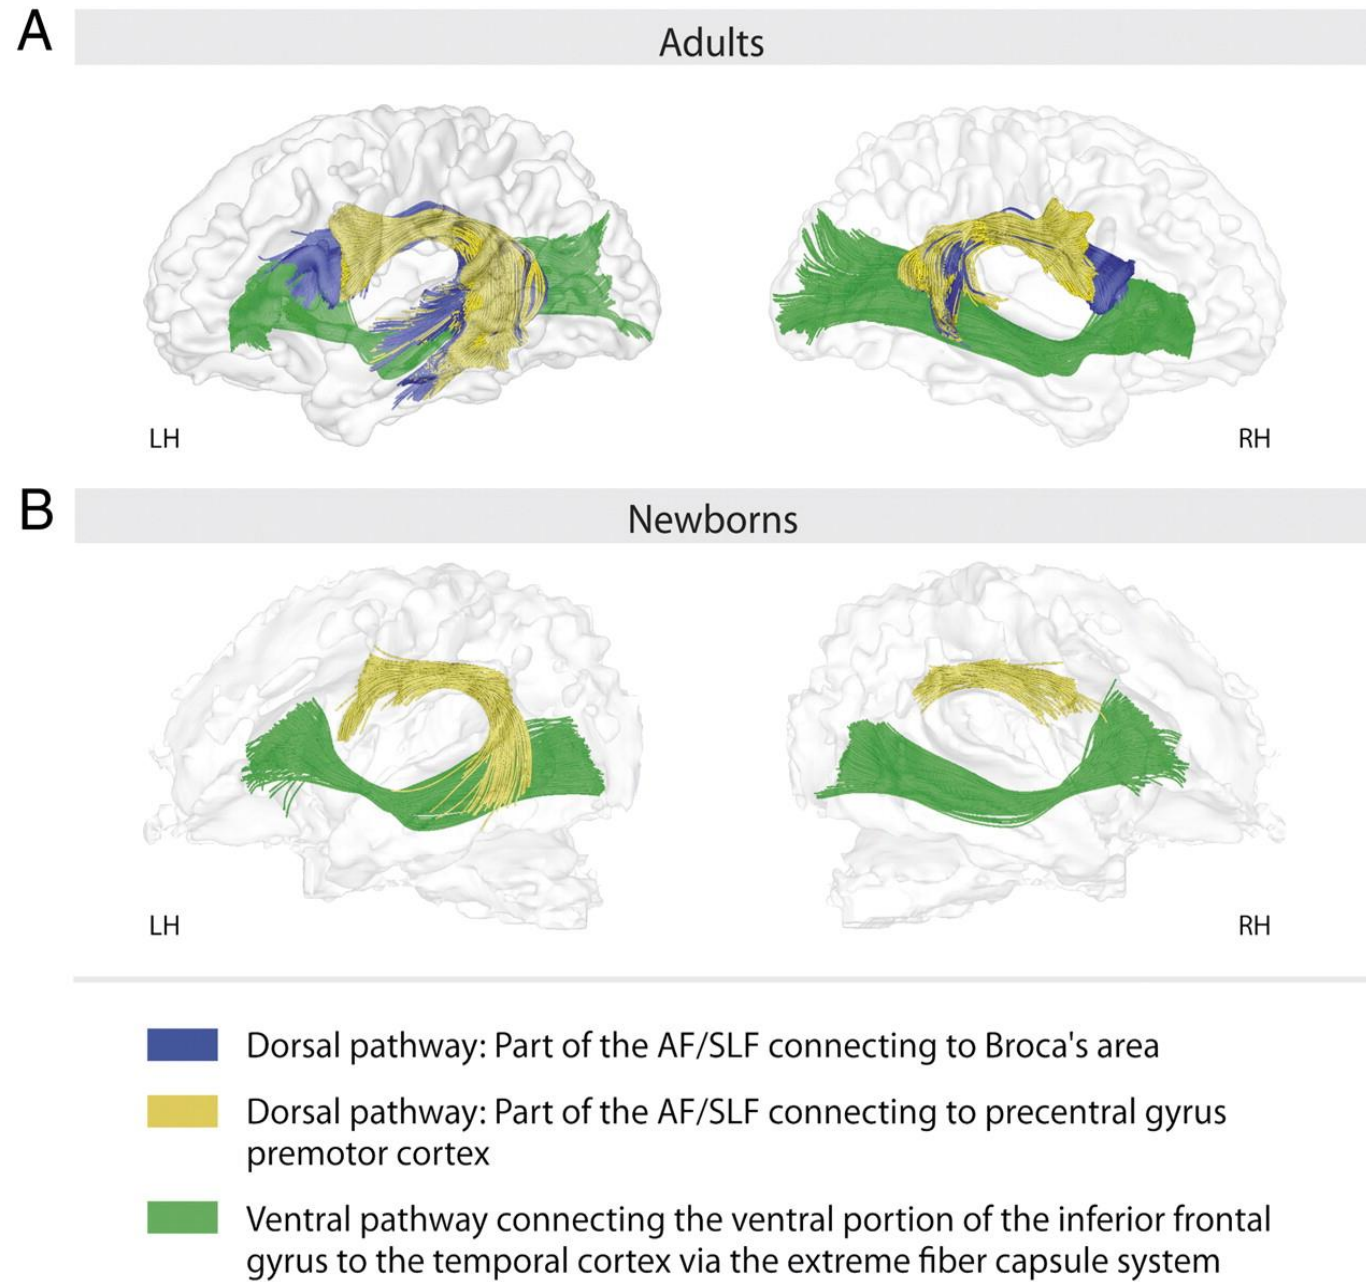 A
Adults
LH
RH
B
Newborns
LH
RH
Dorsal pathway: Part of the AF/SLF connecting to Broca's area
Dorsal pathway: Part of the AF/SLF connecting to precentral gyrus
premotor cortex
Ventral pathway connecting the ventral portion of the inferior frontal
gyrus to the temporal cortex via the extreme fiber capsule system